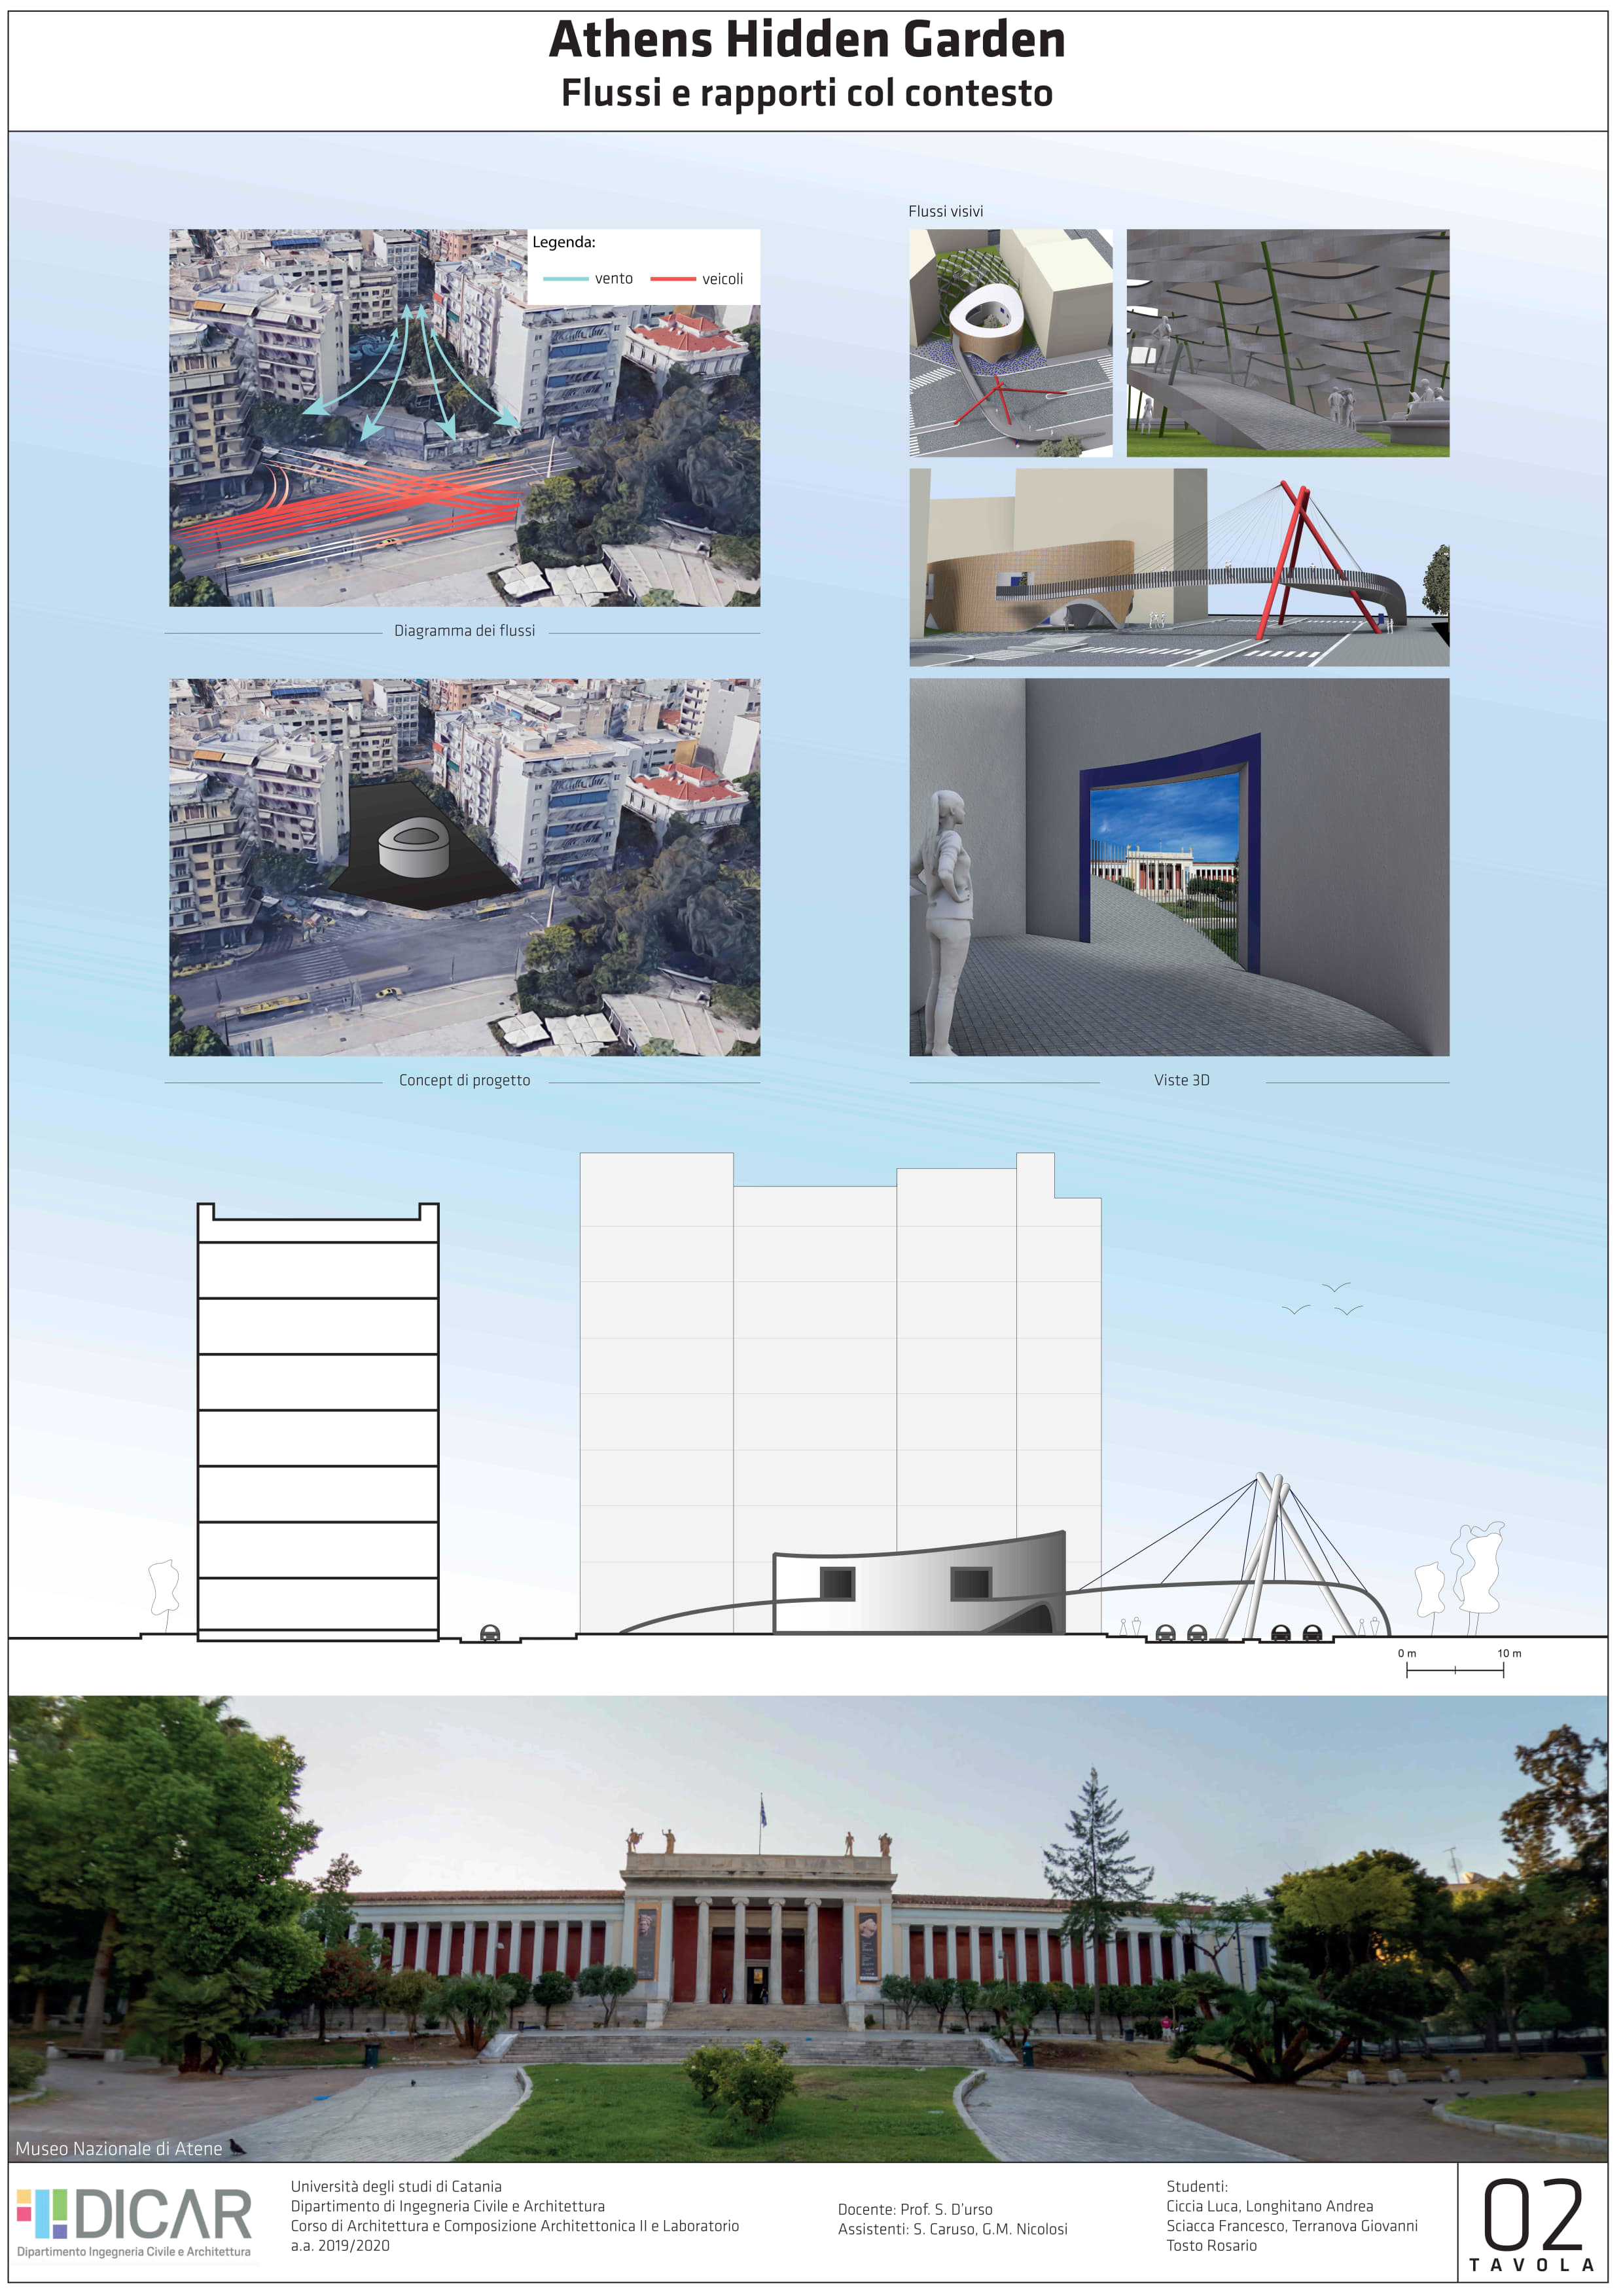 Athens Hidden Garden
Flussi e rapporti col contesto
Flussi visivi
Legenda:
vento
veicoli
Diagramma dei flussi
Concept di progetto
Viste 3D
0 m
10 m
Museo Nazionale di Atene
DICAR
Dipartimento Ingegneria Civile e Architettura
Università degli studi di Catania
Dipartimento di Ingegneria Civile e Architettura
Corso di Architettura e Composizione Architettonica II e Laboratorio
a.a. 2019/2020
Docente: Prof. S. D'urso
Assistenti: S. Caruso, G.M. Nicolosi
Studenti:
Ciccia Luca, Longhitano Andrea
Sciacca Francesco, Terranova Giovanni
Tosto Rosario
02
TAVOLA